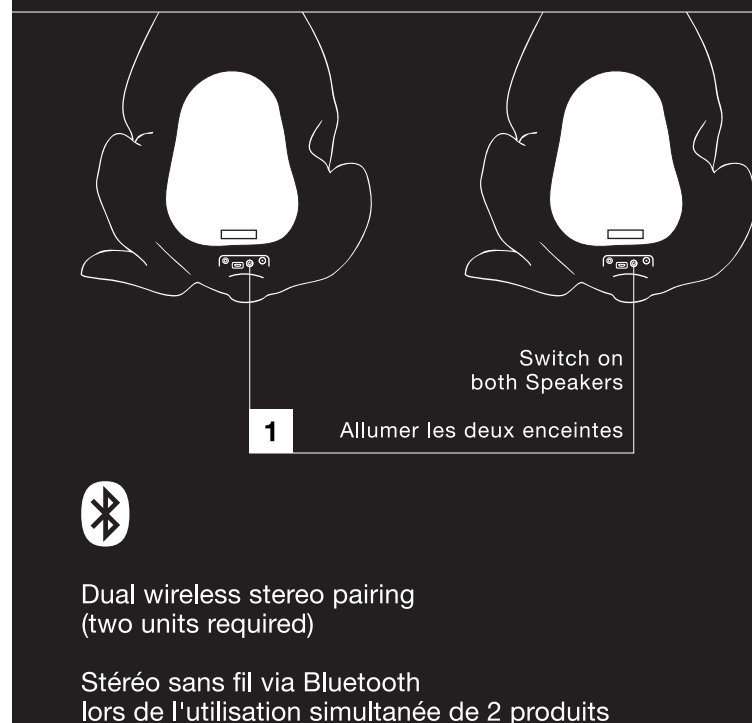 Switch on
both Speakers
1
Allumer les deux enceintes
Dual wireless stereo pairing
(two units required)
Stéréo sans fil via Bluetooth
lors de l'utilisation simultanée de 2 produits